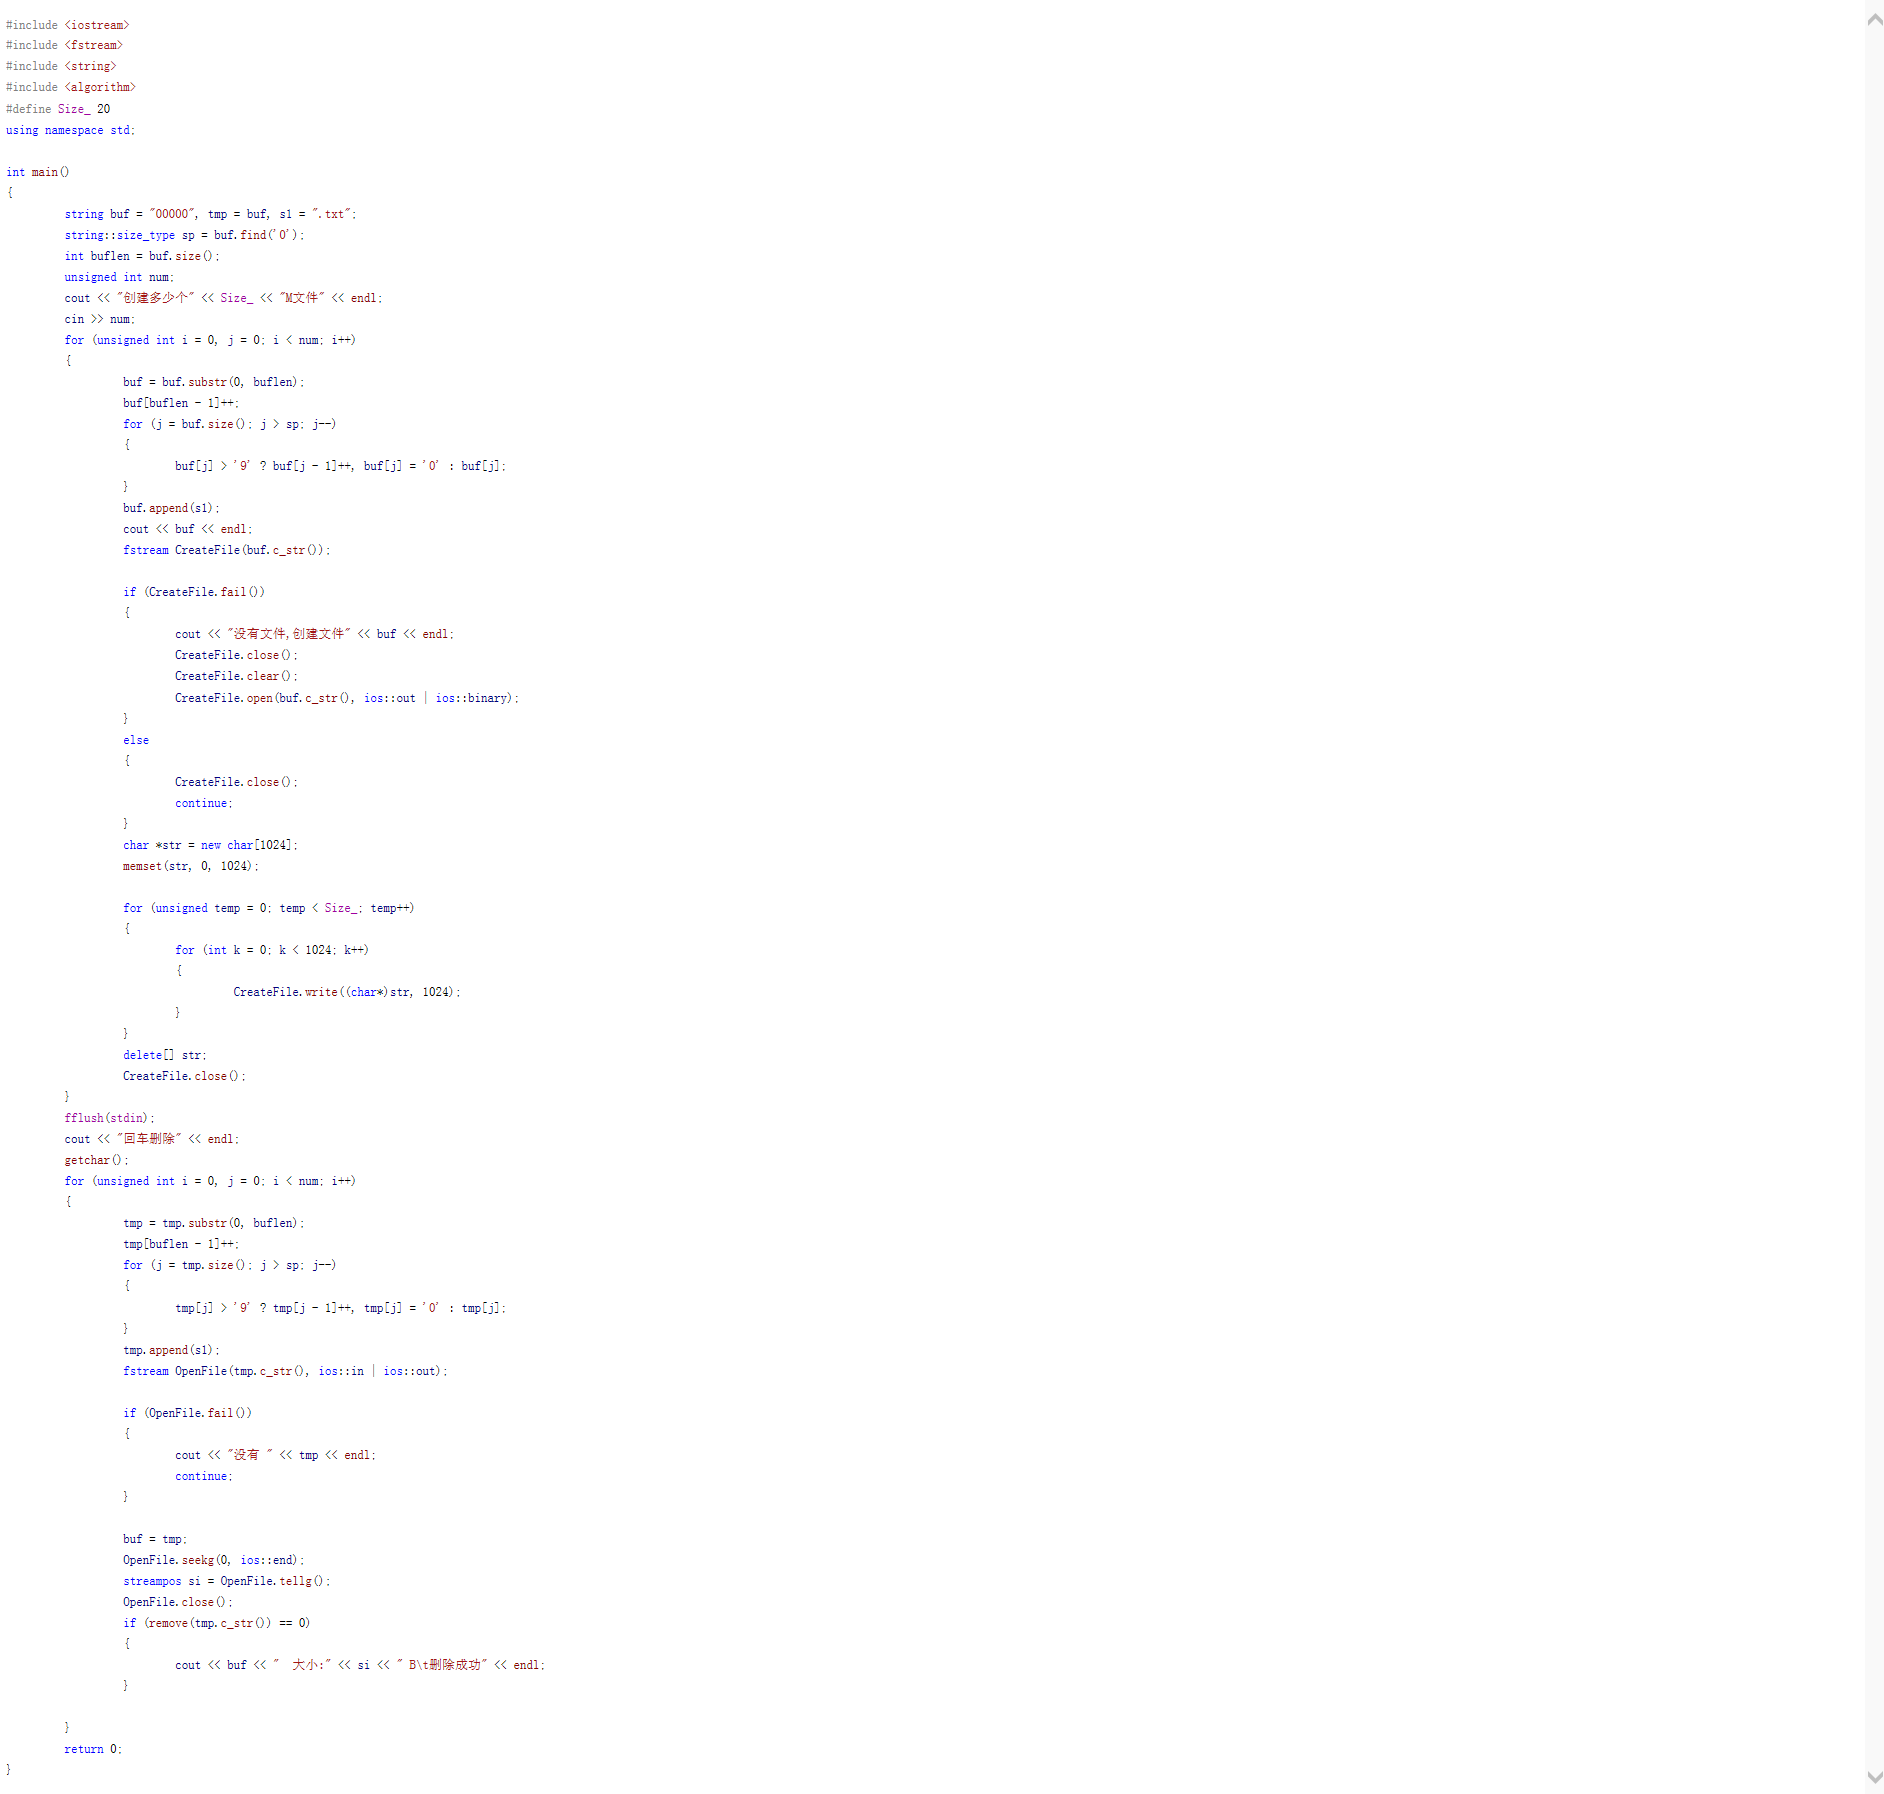 #include <iostream>
#include <fstream>
#include <string>
#include <algorithm>
#define Size_ 20
using namespace std;
int main()
{
string buf = "00000", tmp = buf, s1 = ".txt";
string::size_type sp = buf.find('0');
int buflen = buf.size();
unsigned int num;
cout << "创建多少个" << Size_ << "M文件" << endl;
cin >> num;
for (unsigned int i = 0, j = 0; i < num; i++)
{
buf = buf.substr(0, buflen);
buf[buflen - 1]++;
for (j = buf.size(); j > sp; j--)
{
buf[j] > '9' ? buf[j - 1]++, buf[j] = '0' : buf[j];
}
buf.append(s1);
cout << buf << endl;
fstream CreateFile(buf.c_str());
if (CreateFile.fail())
{
cout << "没有文件,创建文件" << buf << endl;
CreateFile.close();
CreateFile.clear();
CreateFile.open(buf.c_str(), ios::out | ios::binary);
}
else
{
CreateFile.close();
continue;
}
char *str = new char[1024];
memset(str, 0, 1024);
for (unsigned temp = 0; temp < Size_; temp++)
{
for (int k = 0; k < 1024; k++)
{
CreateFile.write((char*)str, 1024);
}
}
delete[] str;
CreateFile.close();
}
fflush(stdin);
cout << "回车删除" << endl;
getchar();
for (unsigned int i = 0, j = 0; i < num; i++)
{
tmp = tmp.substr(0, buflen);
tmp[buflen - 1]++;
for (j = tmp.size(); j > sp; j--)
{
tmp[j] > '9' ? tmp[j - 1]++, tmp[j] = '0' : tmp[j];
}
tmp.append(s1);
fstream OpenFile(tmp.c_str(), ios::in | ios::out);
if (OpenFile.fail())
{
cout << "没有 " << tmp << endl;
continue;
}
buf = tmp;
OpenFile.seekg(0, ios::end);
streampos si = OpenFile.tellg();
OpenFile.close();
if (remove(tmp.c_str()) == 0)
{
cout << buf << "  大小:" << si << " B\t删除成功" << endl;
}
}
return 0;
}